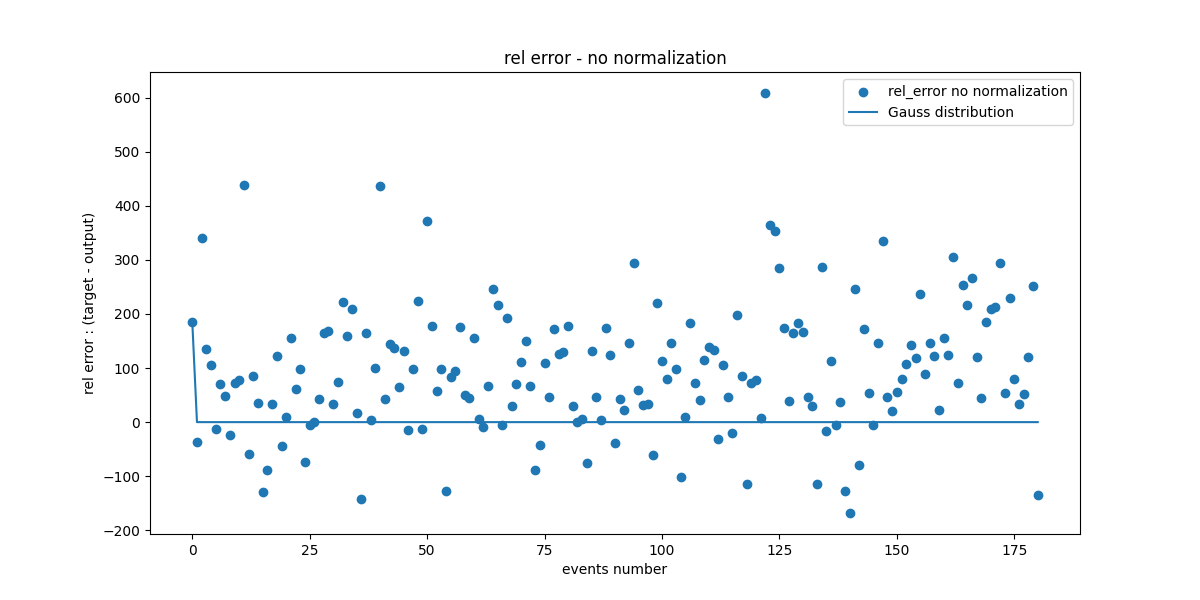 rel error - no normalization
rel_error no normalization
Gauss distribution
rel error : (target - output)
600
500
400
300
200
100
0
−100
−200
0 25 50 75 100 125 150 175
events number